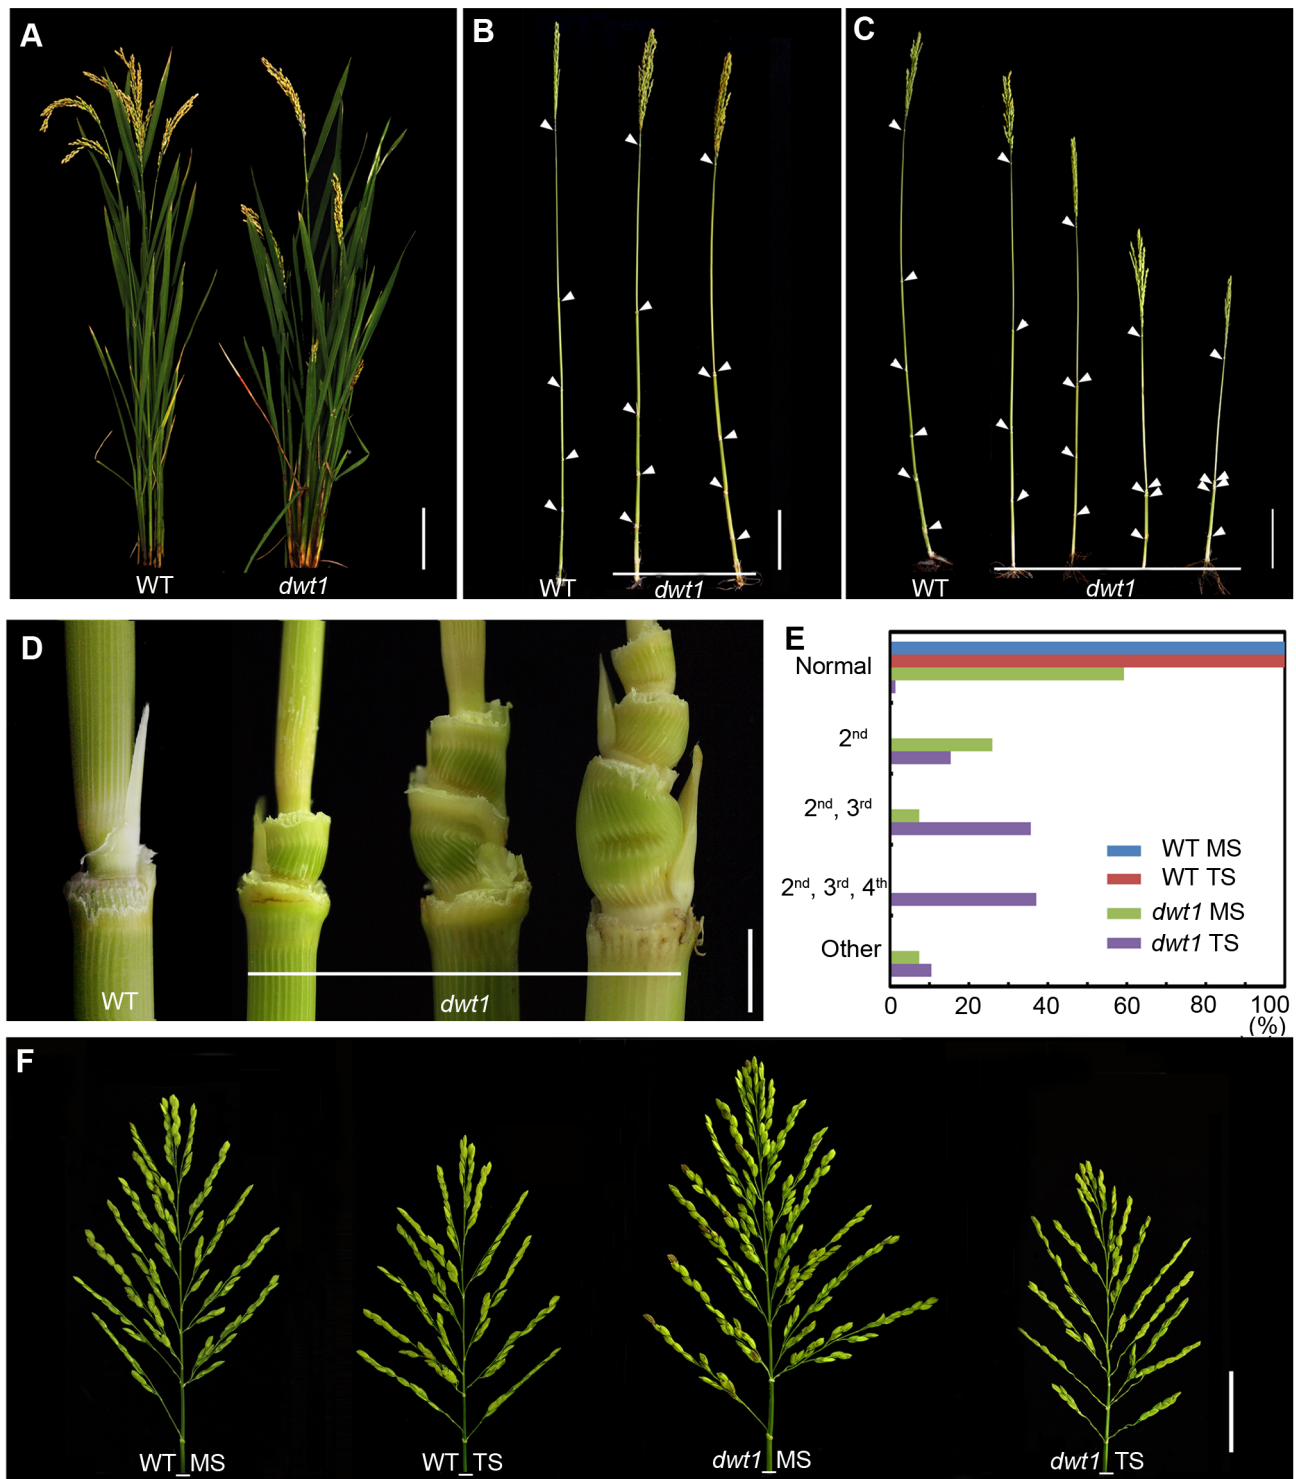 A
WT
dwt1
B
WT
dwt1
C
WT
dwt1
D
WT
dwt1
E
Normal
2nd
2nd, 3rd
2nd, 3rd, 4th
Other
WT MS
WT TS
dwt1 MS
dwt1 TS
0 20 40 60 80 100
(%)
F
WT_MS
WT_TS
dwt1_MS
dwt1_TS